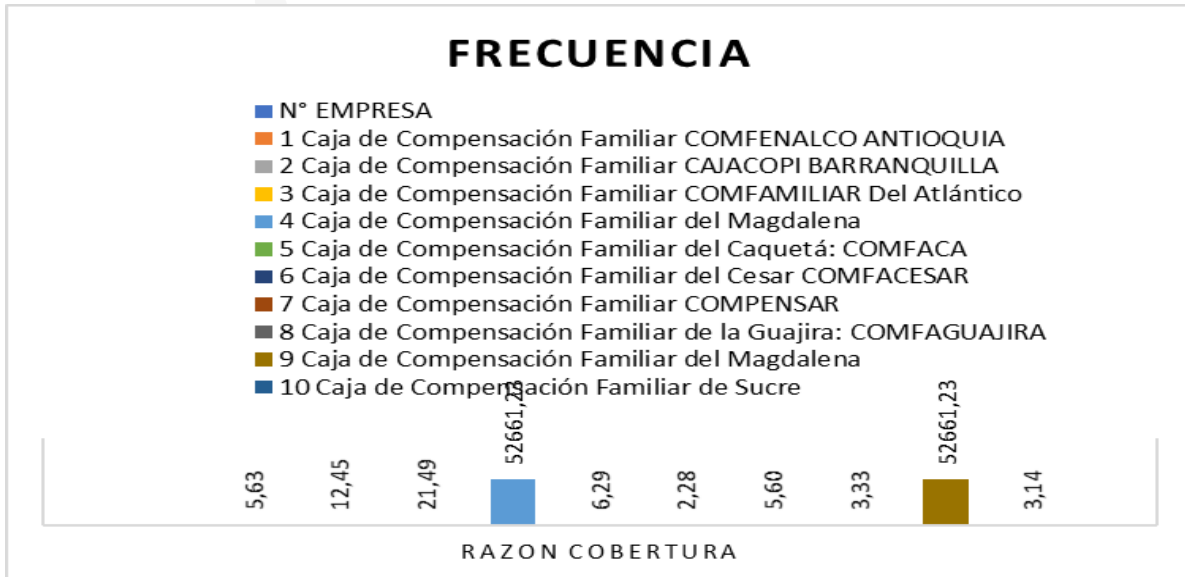 FRECUENCIA
N° EMPRESA
1 Caja de Compensación Familiar COMFENALCO ANTIOQUIA
2 Caja de Compensación Familiar CAJACOPI BARRANQUILLA
3 Caja de Compensación Familiar COMFAMILIAR Del Atlántico
4 Caja de Compensación Familiar del Magdalena
5 Caja de Compensación Familiar del Caquetá: COMFACA
6 Caja de Compensación Familiar del Cesar COMFACESAR
7 Caja de Compensación Familiar COMPENSAR
8 Caja de Compensación Familiar de la Guajira: COMFAGUAJIRA
9 Caja de Compensación Familiar del Magdalena
10 Caja de Compensación Familiar de Sucre
5,63
12,45
21,49
52661,23
6,29
2,28
5,60
3,33
52661,23
3,14
RAZON COBERTURA